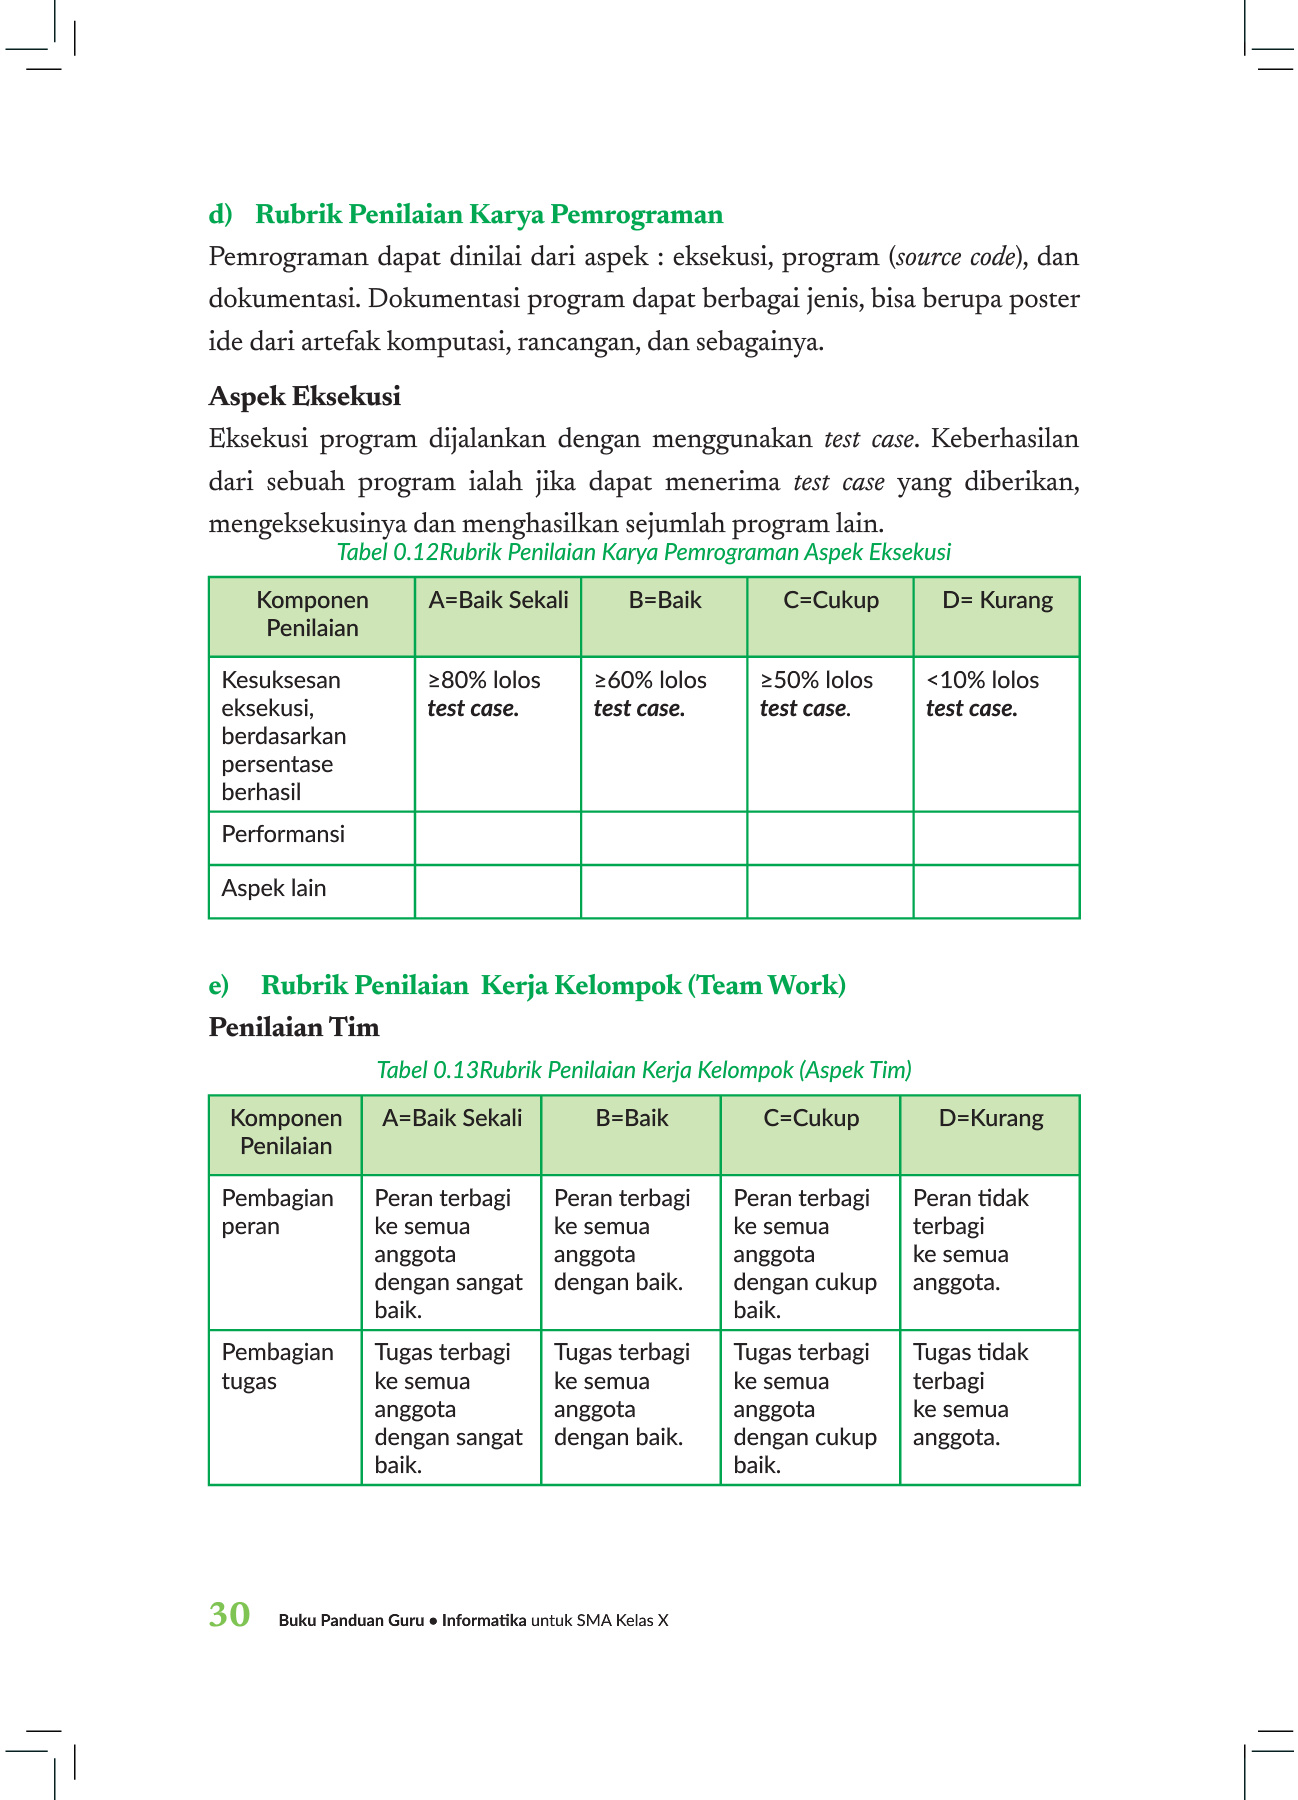 d) Rubrik Penilaian Karya Pemrograman
Pemrograman dapat dinilai dari aspek : eksekusi, program (source code), dan
dokumentasi. Dokumentasi program dapat berbagai jenis, bisa berupa poster
ide dari artefak komputasi, rancangan, dan sebagainya.
Aspek Eksekusi
Eksekusi program dijalankan dengan menggunakan test case. Keberhasilan
dari sebuah program ialah jika dapat menerima test case yang diberikan,
mengeksekusinya dan menghasilkan sejumlah program lain.
Tabel 0.12Rubrik Penilaian Karya Pemrograman Aspek Eksekusi
Komponen
Penilaian
A=Baik Sekali
B=Baik
C=Cukup
D= Kurang
Kesuksesan
eksekusi,
berdasarkan
persentase
berhasil
≥80% lolos
test case.
≥60% lolos
test case.
≥50% lolos
test case.
<10% lolos
test case.
Performansi
Aspek lain
e) Rubrik Penilaian Kerja Kelompok (Team Work)
Penilaian Tim
Tabel 0.13Rubrik Penilaian Kerja Kelompok (Aspek Tim)
Komponen
Penilaian
A=Baik Sekali
B=Baik
C=Cukup
D=Kurang
Pembagian
peran
Peran terbagi
ke semua
anggota
dengan sangat
baik.
Peran terbagi
ke semua
anggota
dengan baik.
Peran terbagi
ke semua
anggota
dengan cukup
baik.
Peran tidak
terbagi
ke semua
anggota.
Pembagian
tugas
Tugas terbagi
ke semua
anggota
dengan sangat
baik.
Tugas terbagi
ke semua
anggota
dengan baik.
Tugas terbagi
ke semua
anggota
dengan cukup
baik.
Tugas tidak
terbagi
ke semua
anggota.
30 Buku Panduan Guru • Informatika untuk SMA Kelas X